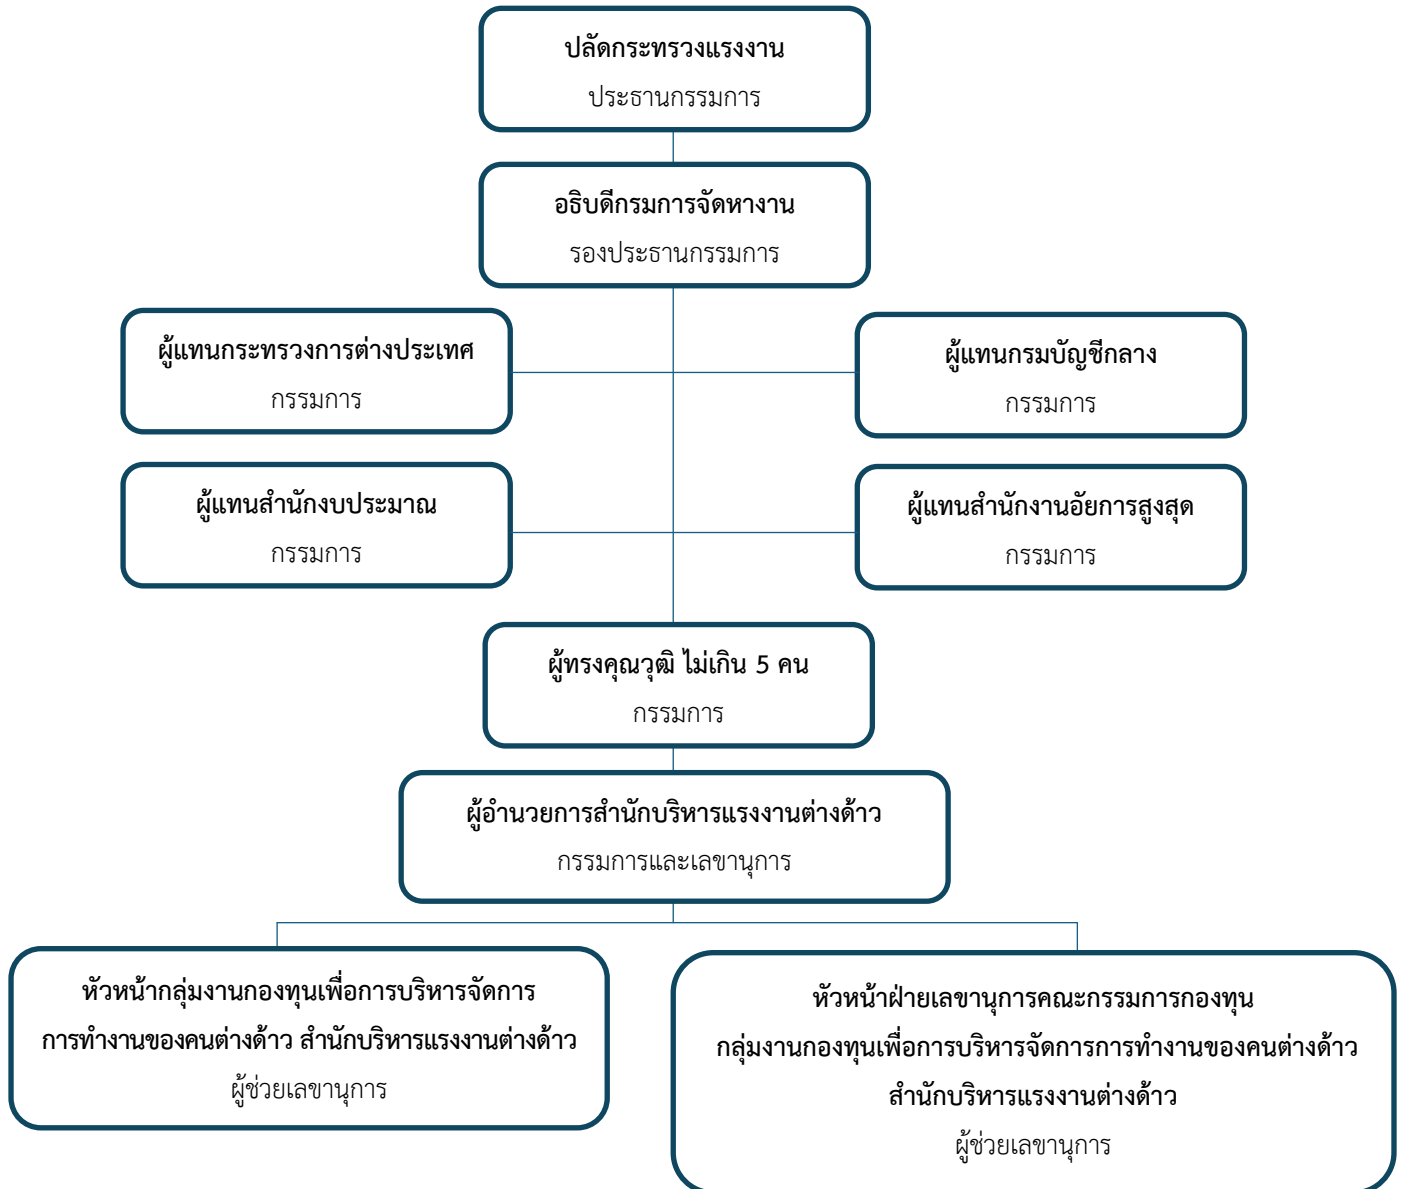 ปลัดกระทรวงแรงงาน
ประธานกรรมการ
อธิบดีกรมการจัดหางาน
รองประธานกรรมการ
ผู้แทนกระทรวงการต่างประเทศ
กรรมการ
ผู้แทนกรมบัญชีกลาง
กรรมการ
ผู้แทนสำนักงบประมาณ
กรรมการ
ผู้แทนสำนักงานอัยการสูงสุด
กรรมการ
ผู้ทรงคุณวุฒิ ไม่เกิน 5 คน
กรรมการ
ผู้อำนวยการสำนักบริหารแรงงานต่างด้าว
กรรมการและเลขานุการ
หัวหน้ากลุ่มงานกองทุนเพื่อการบริหารจัดการ
การทำงานของคนต่างด้าว สำนักบริหารแรงงานต่างด้าว
ผู้ช่วยเลขานุการ
หัวหน้าฝ่ายเลขานุการคณะกรรมการกองทุน
กลุ่มงานกองทุนเพื่อการบริหารจัดการการทำงานของคนต่างด้าว
สำนักบริหารแรงงานต่างด้าว
ผู้ช่วยเลขานุการ